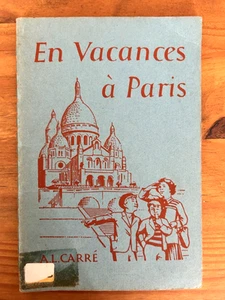 En Vacances
à Paris
A.L.CARRÉ